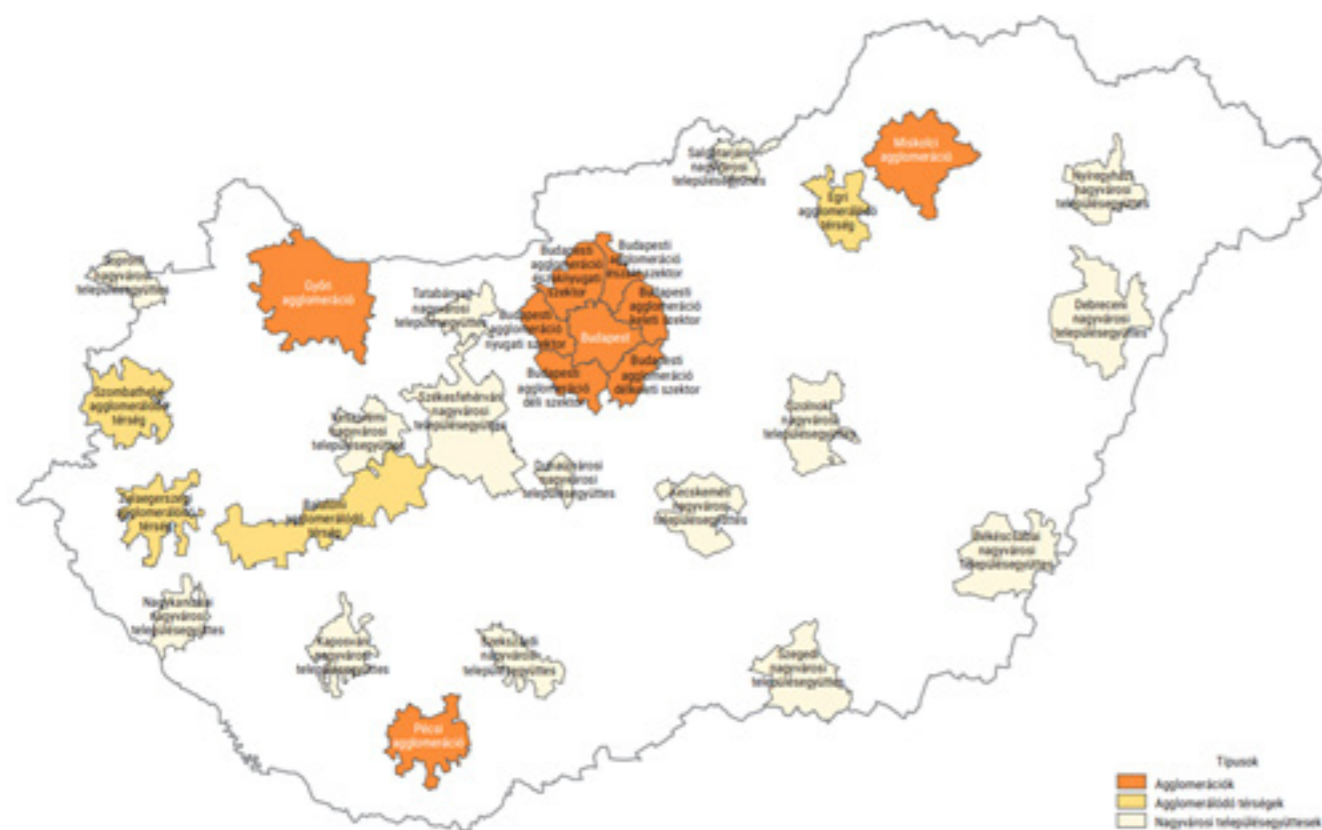 Miskolci
agglomeráció
Salgótarjáni
nagyvárosi
településegyüttes
Nyíregyházi
nagyvárosi
településegyüttes
Egri
agglomerálódó
térség
Soproni
nagyvárosi
településegyüttes
Győri
agglomeráció
Tatabányai
nagyvárosi
településegyüttes
Budapesti
agglomeráció
északnyugati
szektor
Budapesti
agglomeráció
északi szektor
Budapesti
agglomeráció
keleti szektor
Budapesti
agglomeráció
nyugati szektor
Budapest
Budapesti
agglomeráció
déli szektor
Budapesti
agglomeráció
délkeleti szektor
Debreceni
nagyvárosi
településegyüttes
Szombathelyi
agglomerálódó
térség
Veszprémi
nagyvárosi
településegyüttes
Székesfehérvári
nagyvárosi
településegyüttes
Szolnoki
nagyvárosi
településegyüttes
Zalaegerszegi
agglomerálódó
térség
Balatoni
agglomerálódó
térség
Dunaújvárosi
nagyvárosi
településegyüttes
Kecskeméti
nagyvárosi
településegyüttes
Békéscsabai
nagyvárosi
településegyüttes
Nagykanizsai
nagyvárosi
településegyüttes
Kaposvári
nagyvárosi
településegyüttes
Szekszárdi
nagyvárosi
településegyüttes
Szegedi
nagyvárosi
településegyüttes
Pécsi
agglomeráció
Típusok
Agglomerációk
Agglomerálódó térségek
Nagyvárosi településegyüttesek